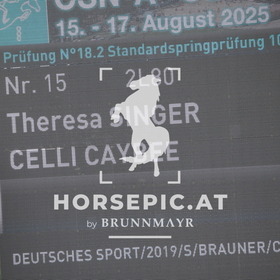 15. - 17. August 2025
Prüfung N°18.2 Standardspringprüfung 10
Nr. 15
Theresa
CELLI
HORSEPIC.AT
by BRUNNMAYR
DEUTSCHES SPORT/2019/S/BRAUNER/C